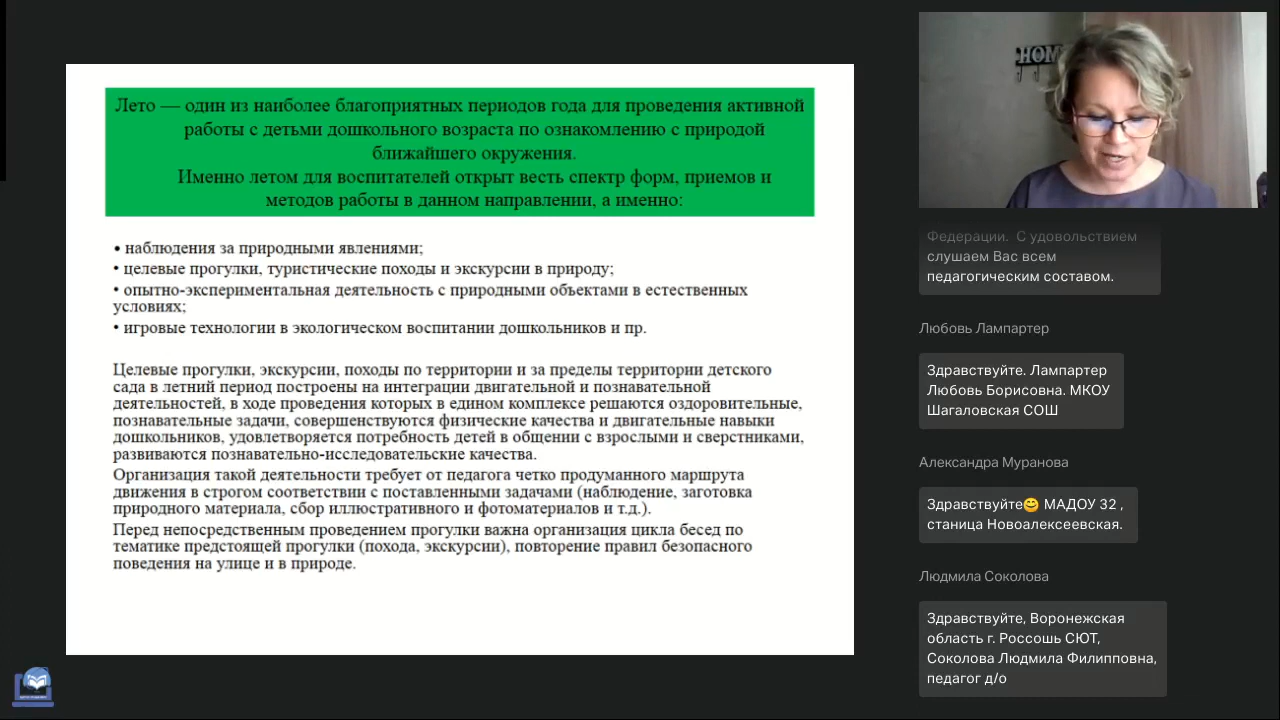 Лето — один из наиболее благоприятных периодов года для проведения активной
работы с детьми дошкольного возраста по ознакомлению с природой
ближайшего окружения.
Именно летом для воспитателей открыт весть спектр форм, приемов и
методов работы в данном направлении, а именно:
• наблюдения за природными явлениями;
• целевые прогулки, туристические походы и экскурсии в природу;
• опытно-экспериментальная деятельность с природными объектами в естественных
условиях;
• игровые технологии в экологическом воспитании дошкольников и пр.
Целевые прогулки, экскурсии, походы по территории и за пределы территории детского
сада в летний период построены на интеграции двигательной и познавательной
деятельностей, в ходе проведения которых в едином комплексе решаются оздоровительные,
познавательные задачи, совершенствуются физические качества и двигательные навыки
дошкольников, удовлетворяется потребность детей в общении с взрослыми и сверстниками,
развиваются познавательно-исследовательские качества.
Организация такой деятельности требует от педагога четко продуманного маршрута
движения в строгом соответствии с поставленными задачами (наблюдение, заготовка
природного материала, сбор иллюстративного и фотоматериалов и т.д.).
Перед непосредственным проведением прогулки важна организация цикла бесед по
тематике предстоящей прогулки (похода, экскурсии), повторение правил безопасного
поведения на улице и в природе.
HOM
Федерации. С удовольствием
слушаем Вас всем
педагогическим составом.
Любовь Лампартер
Здравствуйте. Лампартер
Любовь Борисовна. МКОУ
Шагаловская СОШ
Александра Муранова
Здравствуйте😊 МАДОУ 32 ,
станица Новоалексеевская.
Людмила Соколова
Здравствуйте, Воронежская
область г. Россошь СЮТ,
Соколова Людмила Филипповна,
педагог д/о